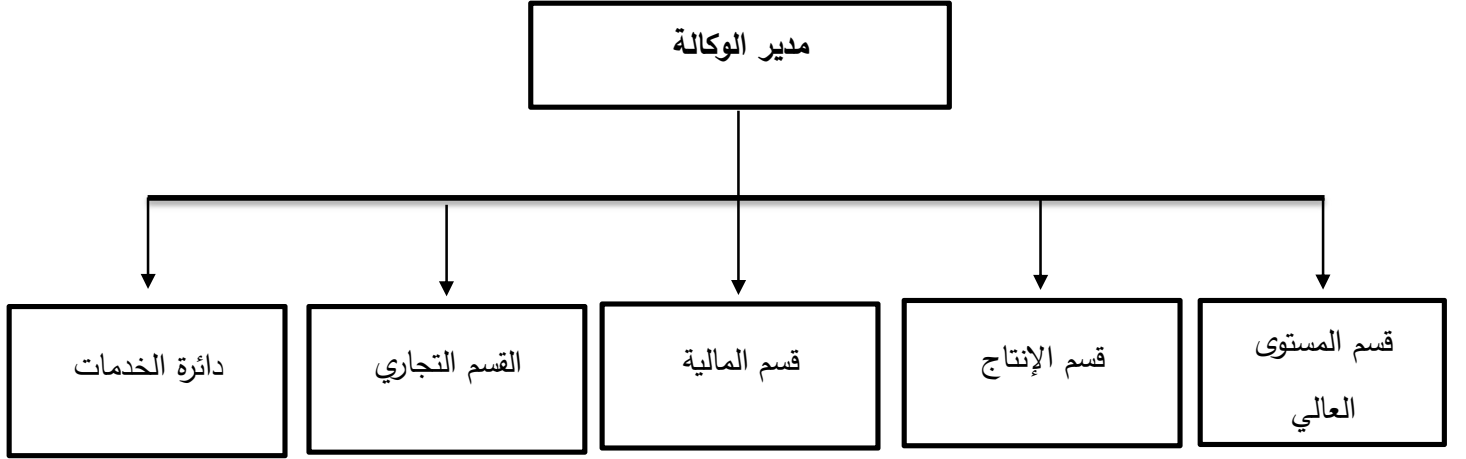 مدير الوكالة
قسم المستوى
العالي
قسم الإنتاج
قسم المالية
القسم التجاري
دائرة الخدمات